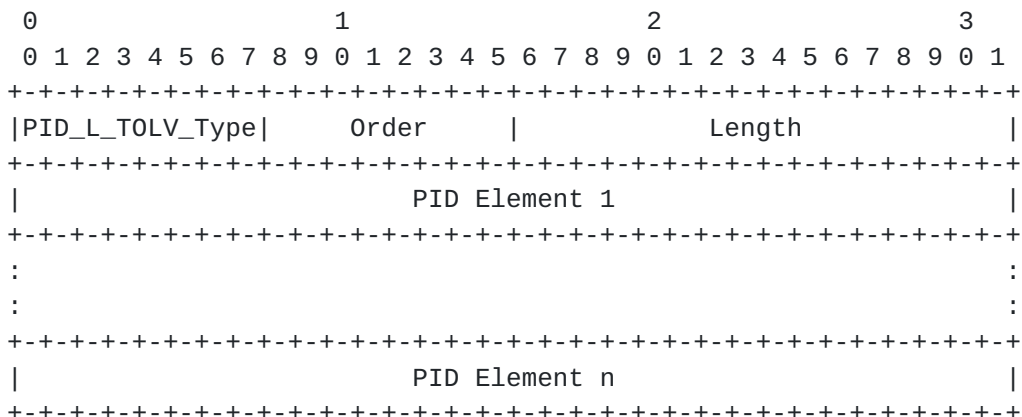 0                   1                   2                   3
 0 1 2 3 4 5 6 7 8 9 0 1 2 3 4 5 6 7 8 9 0 1 2 3 4 5 6 7 8 9 0 1
+-+-+-+-+-+-+-+-+-+-+-+-+-+-+-+-+-+-+-+-+-+-+-+-+-+-+-+-+-+-+-+-+
|PID_L_TOLV_Type|     Order     |            Length             |
+-+-+-+-+-+-+-+-+-+-+-+-+-+-+-+-+-+-+-+-+-+-+-+-+-+-+-+-+-+-+-+-+
|                         PID Element 1                         |
+-+-+-+-+-+-+-+-+-+-+-+-+-+-+-+-+-+-+-+-+-+-+-+-+-+-+-+-+-+-+-+-+
:                                                               :
:                                                               :
+-+-+-+-+-+-+-+-+-+-+-+-+-+-+-+-+-+-+-+-+-+-+-+-+-+-+-+-+-+-+-+-+
|                         PID Element n                         |
+-+-+-+-+-+-+-+-+-+-+-+-+-+-+-+-+-+-+-+-+-+-+-+-+-+-+-+-+-+-+-+-+